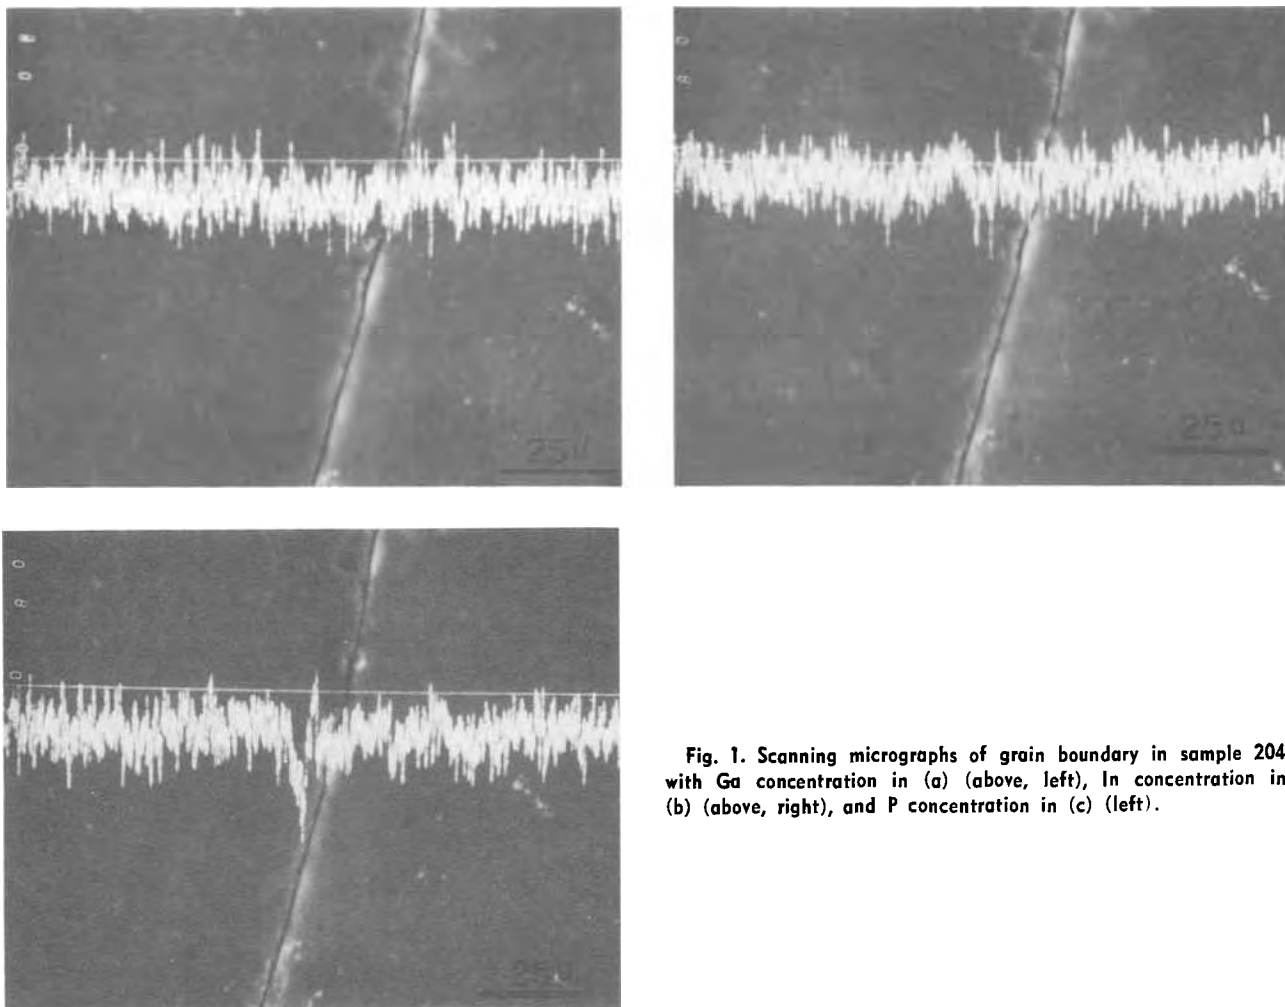 25μ
25μ
25μ
Fig. 1. Scanning micrographs of grain boundary in sample 204
with Ga concentration in (a) (above, left), In concentration in
(b) (above, right), and P concentration in (c) (left).